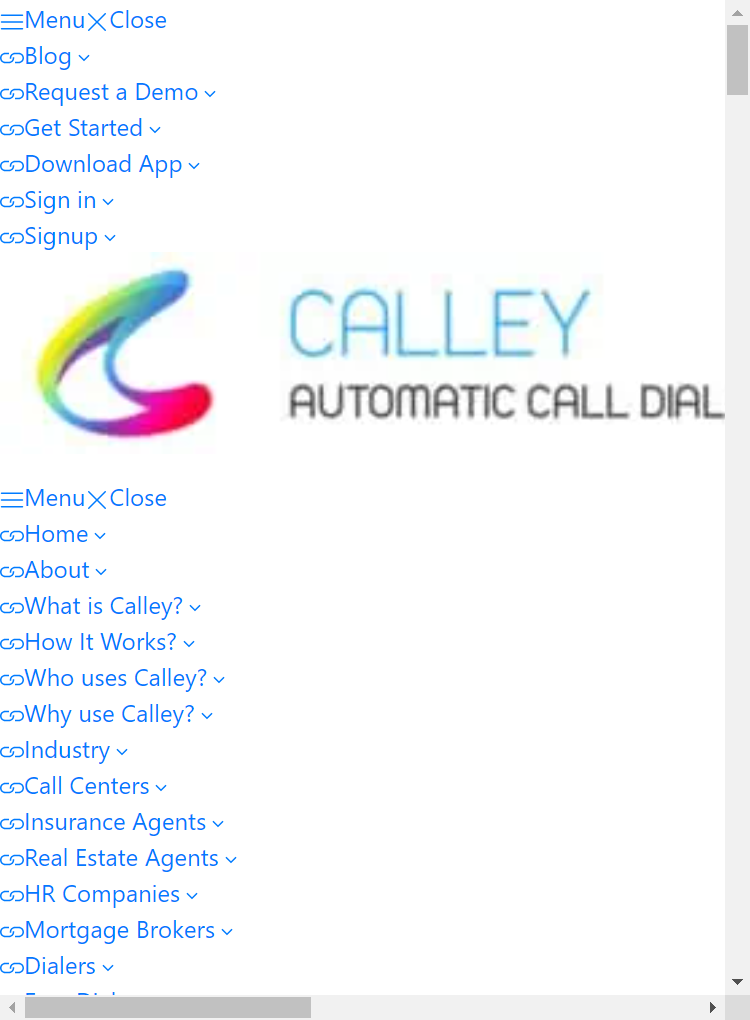 Menu Close
Blog
Request a Demo
Get Started
Download App
Sign in
Signup
CALLEY
AUTOMATIC CALL DIAL
Menu Close
Home
About
What is Calley?
How It Works?
Who uses Calley?
Why use Calley?
Industry
Call Centers
Insurance Agents
Real Estate Agents
HR Companies
Mortgage Brokers
Dialers